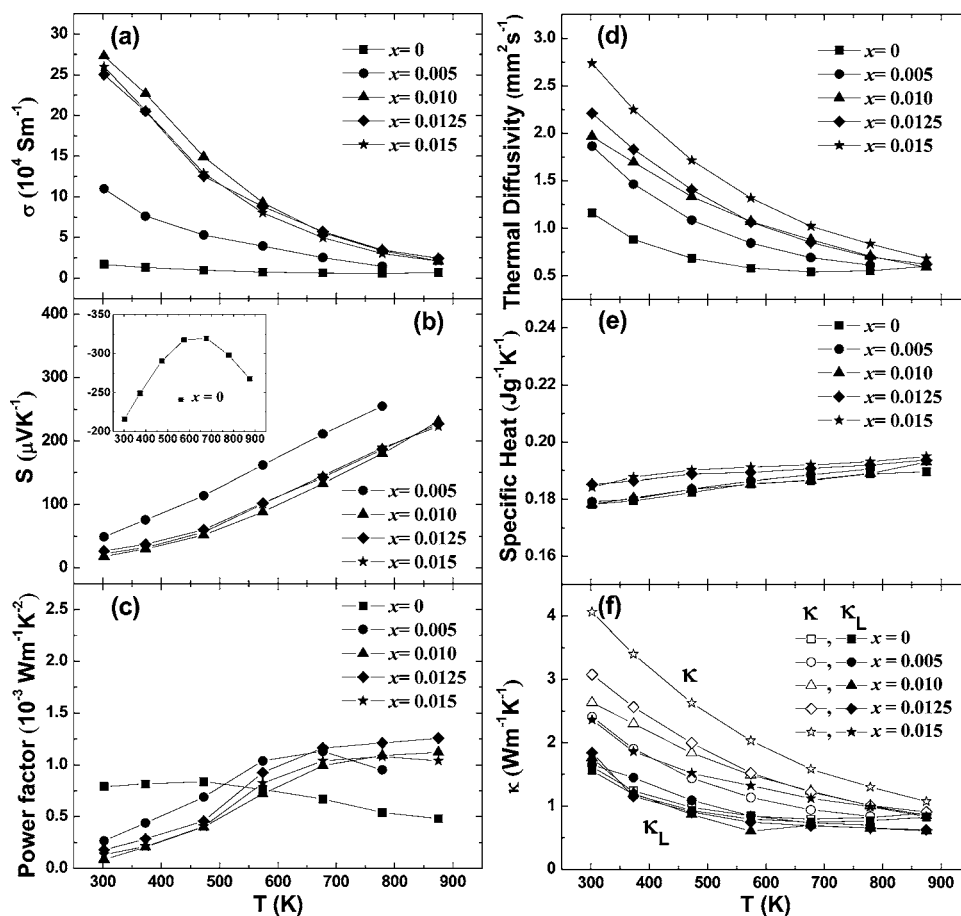 (a)
σ (10⁴ Sm⁻¹)
30
25
20
15
10
5
0
x= 0
x= 0.005
x= 0.010
x= 0.0125
x= 0.015
(b)
S (μVK⁻¹)
400
300
200
100
0
-350
-300
-250
-200
x = 0
300 400 500 600 700 800 900
x= 0.005
x= 0.010
x= 0.0125
x= 0.015
(c)
Power factor (10⁻³ Wm⁻¹K⁻²)
2.5
2.0
1.5
1.0
0.5
0.0
x= 0
x= 0.005
x= 0.010
x= 0.0125
x= 0.015
300 400 500 600 700 800 900
T (K)
(d)
Thermal Diffusivity (mm²s⁻¹)
3.0
2.5
2.0
1.5
1.0
0.5
x= 0
x= 0.005
x= 0.010
x= 0.0125
x= 0.015
(e)
Specific Heat (Jg⁻¹K⁻¹)
0.24
0.22
0.20
0.18
0.16
x= 0
x= 0.005
x= 0.010
x= 0.0125
x= 0.015
(f)
κ (Wm⁻¹K⁻¹)
4
3
2
1
0
κ κL
, x = 0
, x = 0.005
, x = 0.010
, x = 0.0125
, x = 0.015
κ
κL
300 400 500 600 700 800 900
T (K)